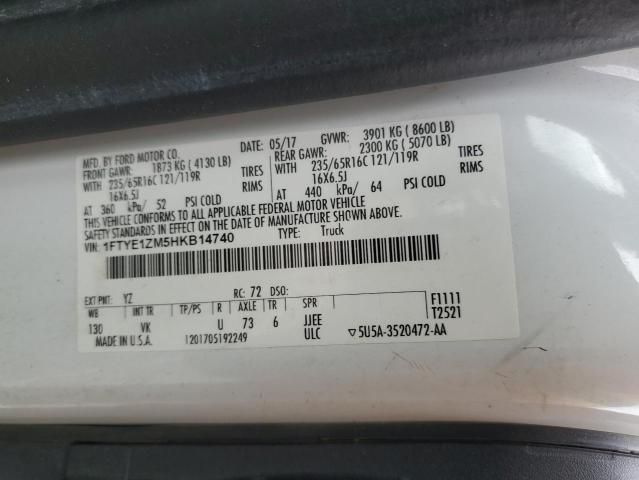 MFD. BY FORD MOTOR CO. 05/17 GVWR: 3901 KG ( 8600 LB)
FRONT GAWR: 1873 KG ( 4130 LB) REAR GAWR: 2300 KG ( 5070 LB)
WITH 235/65R16C 121/119R TIRES WITH 235/65R16C 121/119R TIRES
16X6.5J RIMS 16X6.5J RIMS
AT 360 kPa/ 52 PSI COLD AT 440 kPa/ 64 PSI COLD
THIS VEHICLE CONFORMS TO ALL APPLICABLE FEDERAL MOTOR VEHICLE
SAFETY STANDARDS IN EFFECT ON THE DATE OF MANUFACTURE SHOWN ABOVE.
VIN: 1FTYE1ZM5HKB14740 TYPE: Truck
EXT PNT: YZ RC: 72 DSO:
WB INT TR TP/PS R AXLE TR SPR F1111
130 VK U 73 6 JJEE T2521
MADE IN U.S.A. 1201705192249 ULC ▽5U5A-3520472-AA